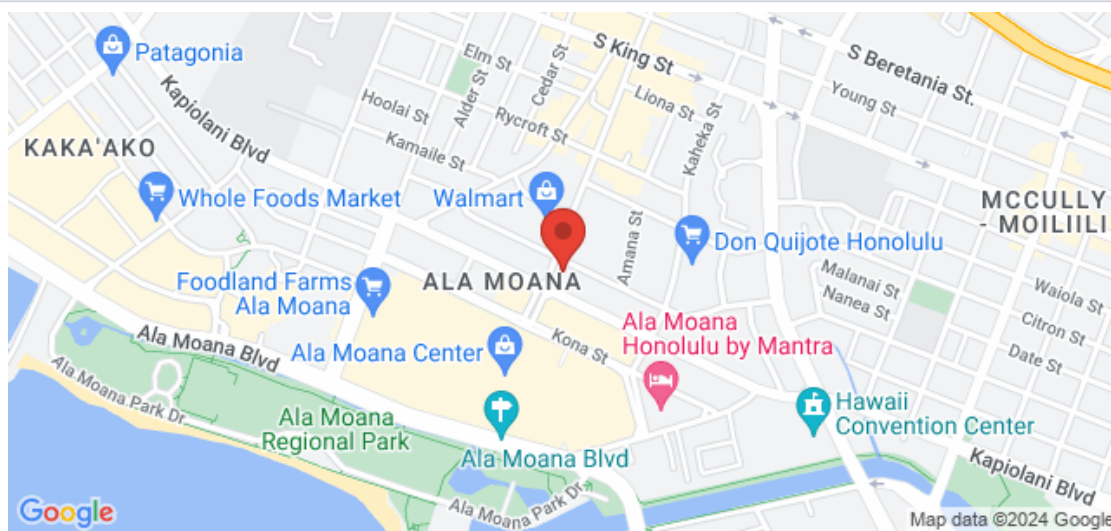 Patagonia
Kapiolani Blvd
KAKA'AKO
Whole Foods Market
Elm St
Alder St
Cedar St
S King St
Hoolai St
Rycroft St
Kamaile St
Liona St
Kaheka St
Young St
S Beretania St.
Walmart
Amana St
Don Quijote Honolulu
MCCULLY
- MOILIILI
Malanai St
Nanea St
Waiola St
Citron St
Date St
Foodland Farms
Ala Moana
ALA MOANA
Ala Moana Center
Kona St
Ala Moana
Honolulu by Mantra
Ala Moana Blvd
Ala Moana Park Dr
Ala Moana
Regional Park
Ala Moana Blvd
Hawaii
Convention Center
Kapiolani Blvd
Ala Moana Park Dr
Google
Map data ©2024 Google